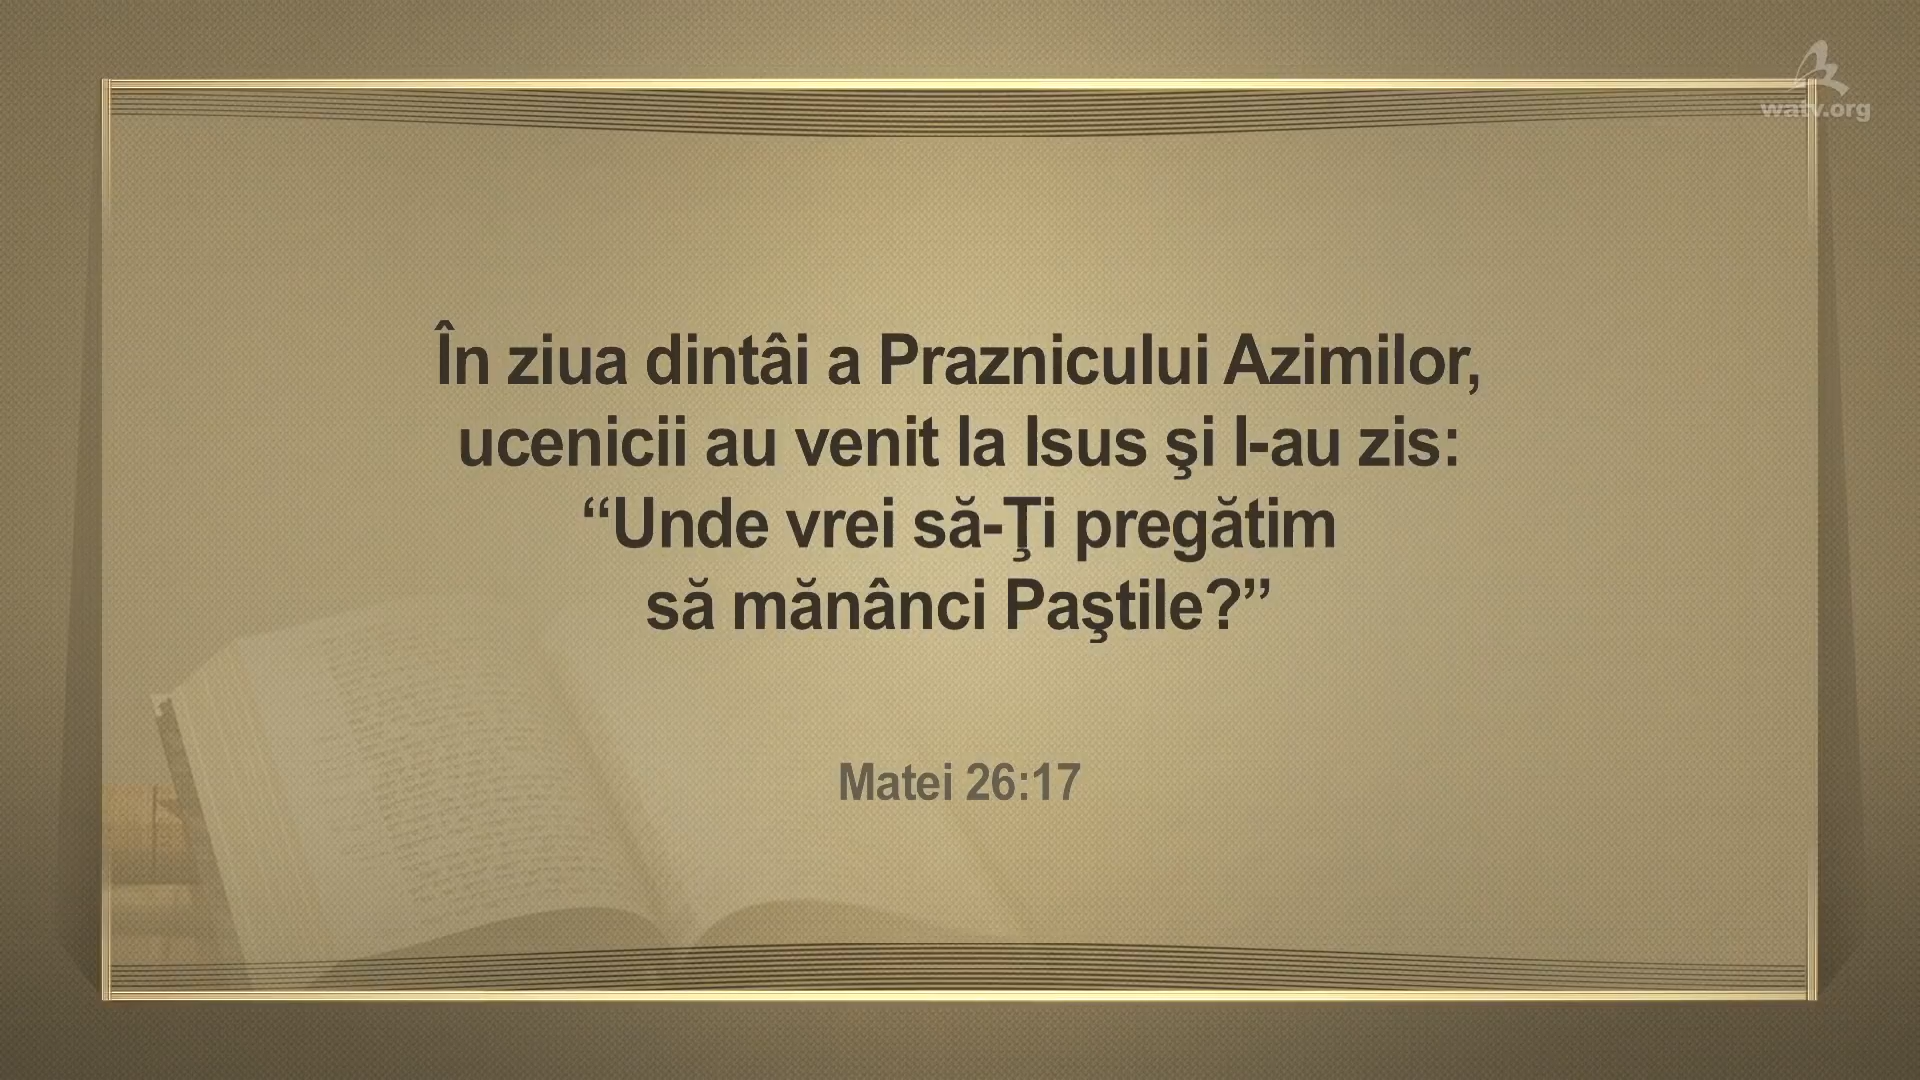 watv.org
În ziua dintâi a Praznicului Azimilor,
ucenicii au venit la Isus şi I-au zis:
“Unde vrei să-Ţi pregătim
să mănânci Paştile?”
Matei 26:17